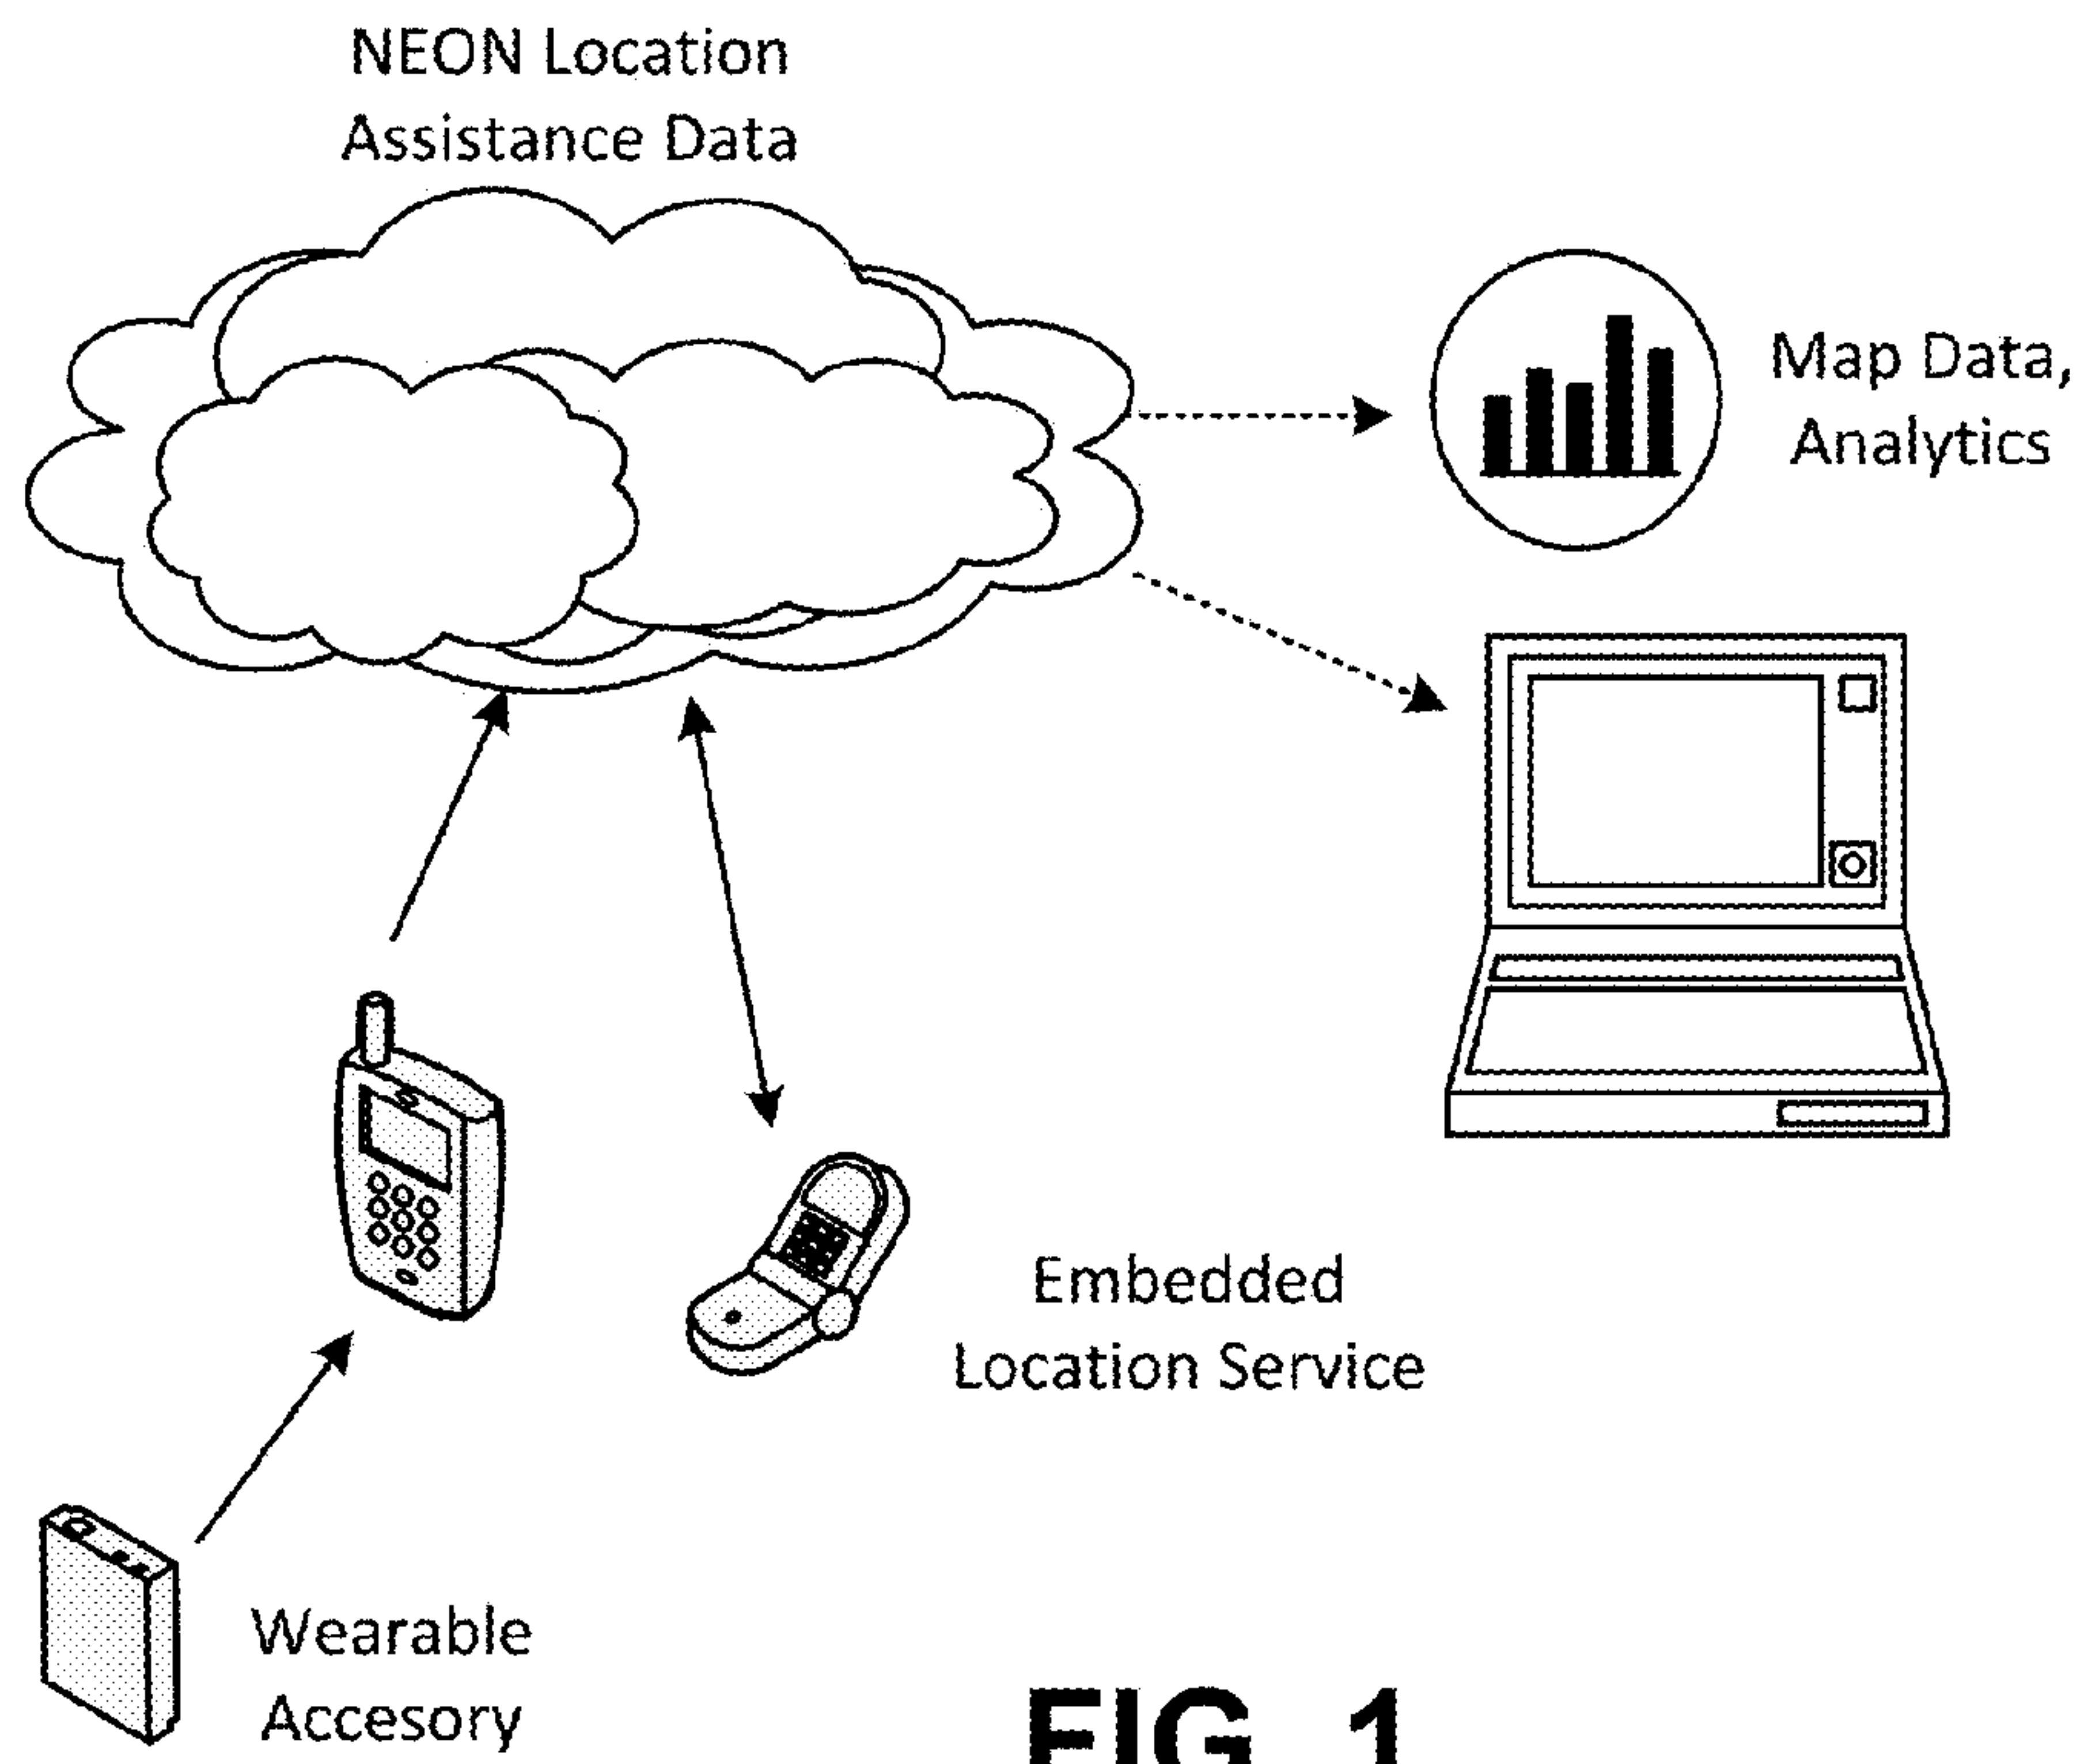 NEON Location
Assistance Data
Map Data,
Analytics
Embedded
Location Service
Wearable
Accesory
FIG. 1